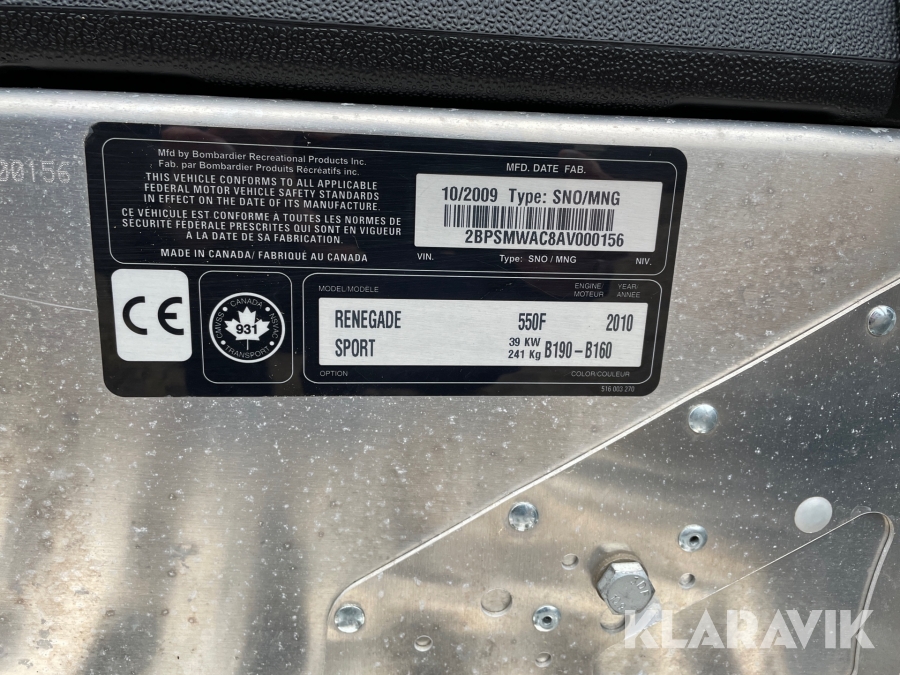 00156
Mfd by Bombardier Recreational Products Inc.
Fab. par Bombardier Produits Récréatifs inc.
THIS VEHICLE CONFORMS TO ALL APPLICABLE
FEDERAL MOTOR VEHICLE SAFETY STANDARDS
IN EFFECT ON THE DATE OF ITS MANUFACTURE.
CE VÉHICULE EST CONFORME À TOUTES LES NORMES DE
SÉCURITÉ FÉDÉRALE PRESCRITES QUI SONT EN VIGUEUR
A LA DATE DE SA FABRICATION.
MADE IN CANADA/ FABRIQUÉ AU CANADA
MFD. DATE FAB.
10/2009 Type: SNO/MNG
2BPSMWAC8AV000156
VIN. Type: SNO / MNG NIV.
CE
CANADA
CMVSS 931 NSVAC
TRANSPORT
MODEL/MODELE ENGINE MOTEUR YEAR/ ANNÉE
RENEGADE 550F 2010
SPORT 39 KW 241 Kg B190-B160
OPTION COLOR/COULEUR
516 003 270
KLARAVIK